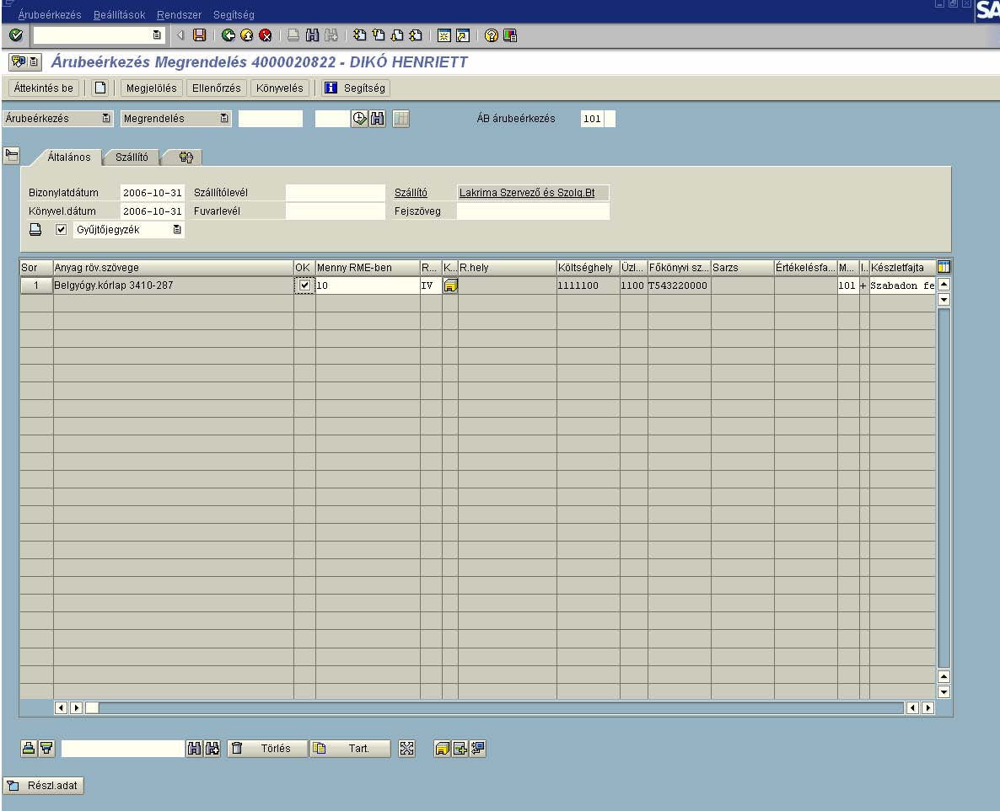 Árubeérkezés Beállítások Rendszer Segítség
SA
Árubeérkezés Megrendelés 4000020822 - DIKÓ HENRIETT
Áttekintés be Megjelölés Ellenőrzés Könyvelés Segítség
Árubeérkezés Megrendelés ÁB árubeérkezés 101
Általános Szállító
Bizonylatdátum 2006-10-31 Szállítólevél Szállító Lakrima Szervező és Szolg.Bt
Könyvel.dátum 2006-10-31 Fuvarlevél Fejszöveg
Gyűjtőjegyzék
Sor Anyag röv.szövege OK Menny RME-ben R... K... R.hely Költséghely Üzl... Főkönyvi sz... Sarzs Értékelésfa... M... I.. Készletfajta
1 Belgyógy.kórlap 3410-287 10 IV 1111100 1100 T543220000 101 + Szabadon fe
Törlés Tart.
Részl.adat